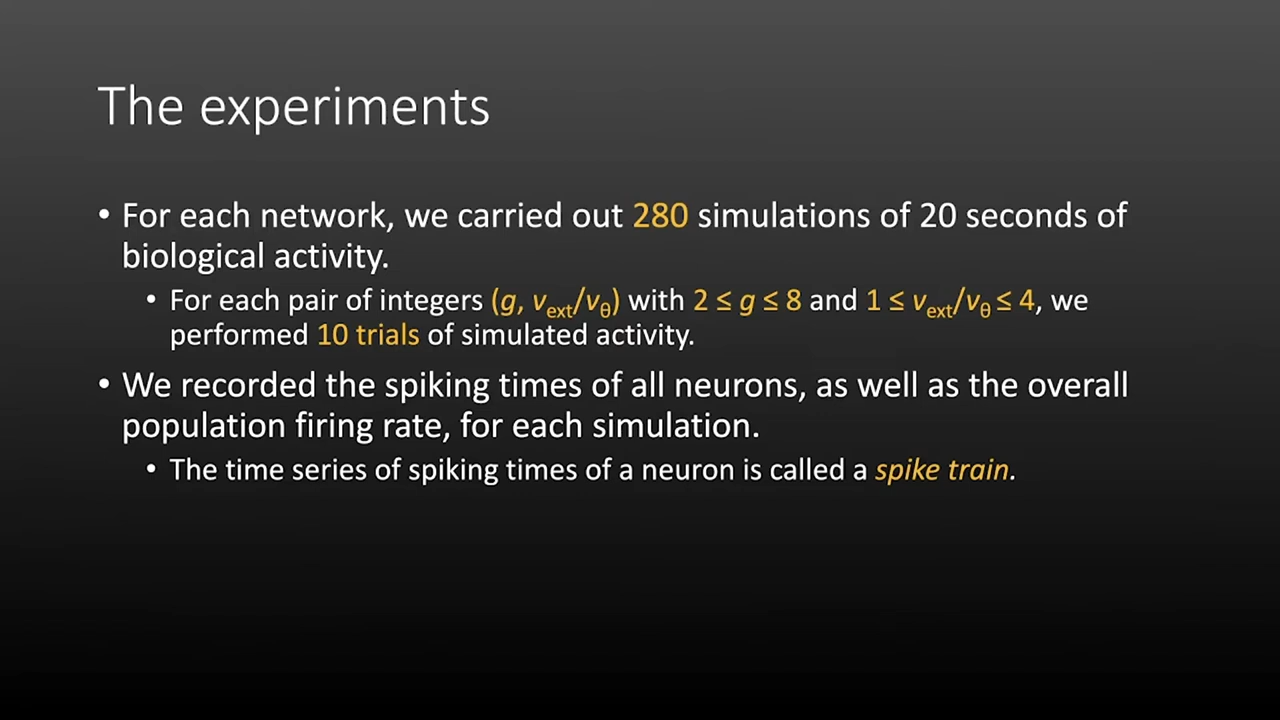 The experiments
• For each network, we carried out 280 simulations of 20 seconds of
biological activity.
• For each pair of integers (g, vext/vθ) with 2 ≤ g ≤ 8 and 1 ≤ vext/vθ ≤ 4, we
performed 10 trials of simulated activity.
• We recorded the spiking times of all neurons, as well as the overall
population firing rate, for each simulation.
• The time series of spiking times of a neuron is called a spike train.